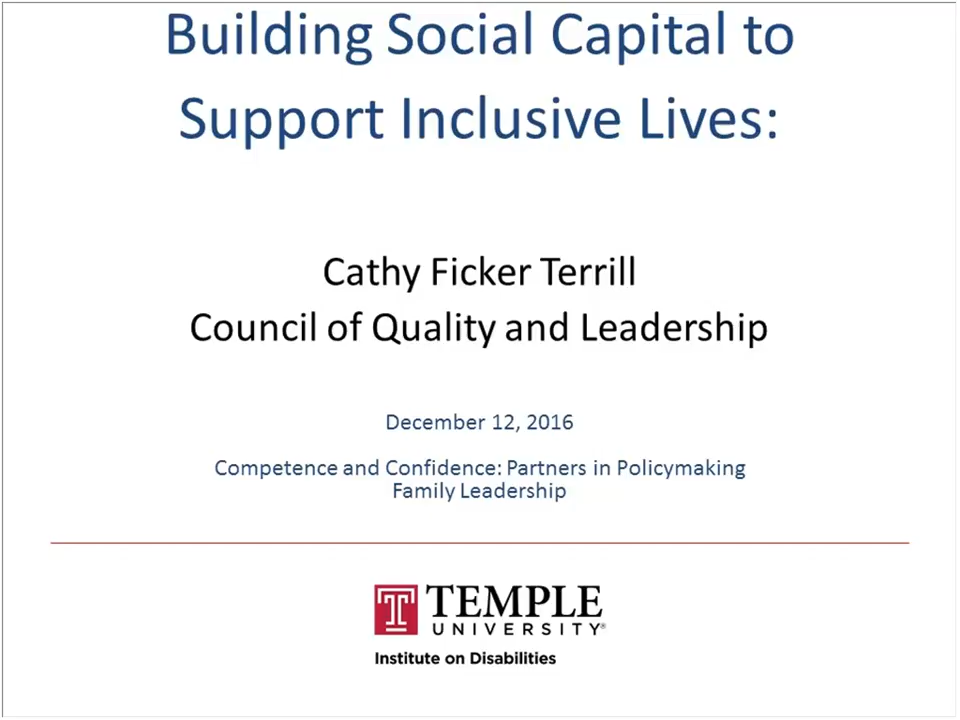 Building Social Capital to
Support Inclusive Lives:
Cathy Ficker Terrill
Council of Quality and Leadership
December 12, 2016
Competence and Confidence: Partners in Policymaking
Family Leadership
T TEMPLE
UNIVERSITY®
Institute on Disabilities